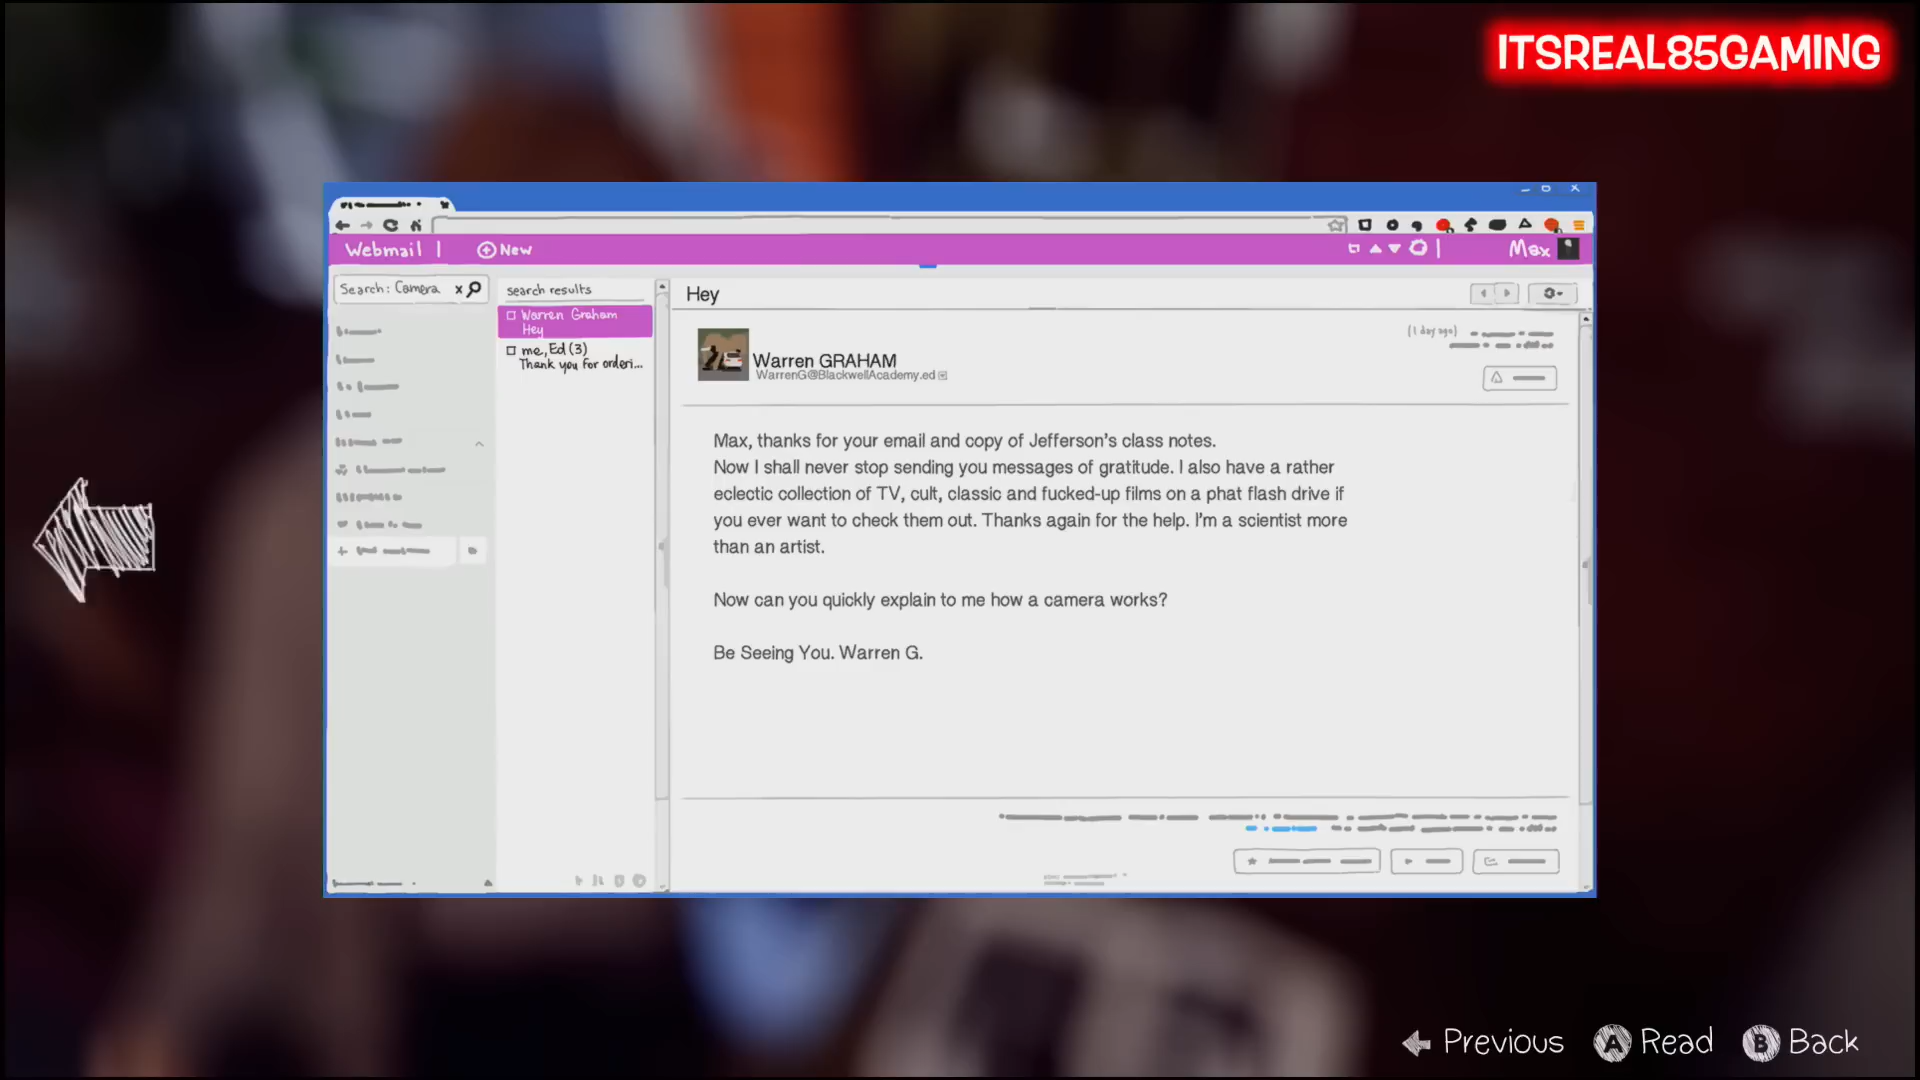 ITSREAL85GAMING
Webmail |
New
Max
Search: Camera x
search results
Warren Graham
Hey
me, Ed (3)
Thank you for orderi...
Hey
(1 day ago)
Warren GRAHAM
WarrenG@BlackwellAcademy.ed
Max, thanks for your email and copy of Jefferson's class notes.
Now I shall never stop sending you messages of gratitude. I also have a rather
eclectic collection of TV, cult, classic and fucked-up films on a phat flash drive if
you ever want to check them out. Thanks again for the help. I'm a scientist more
than an artist.
Now can you quickly explain to me how a camera works?
Be Seeing You. Warren G.
Previous
A Read
B Back